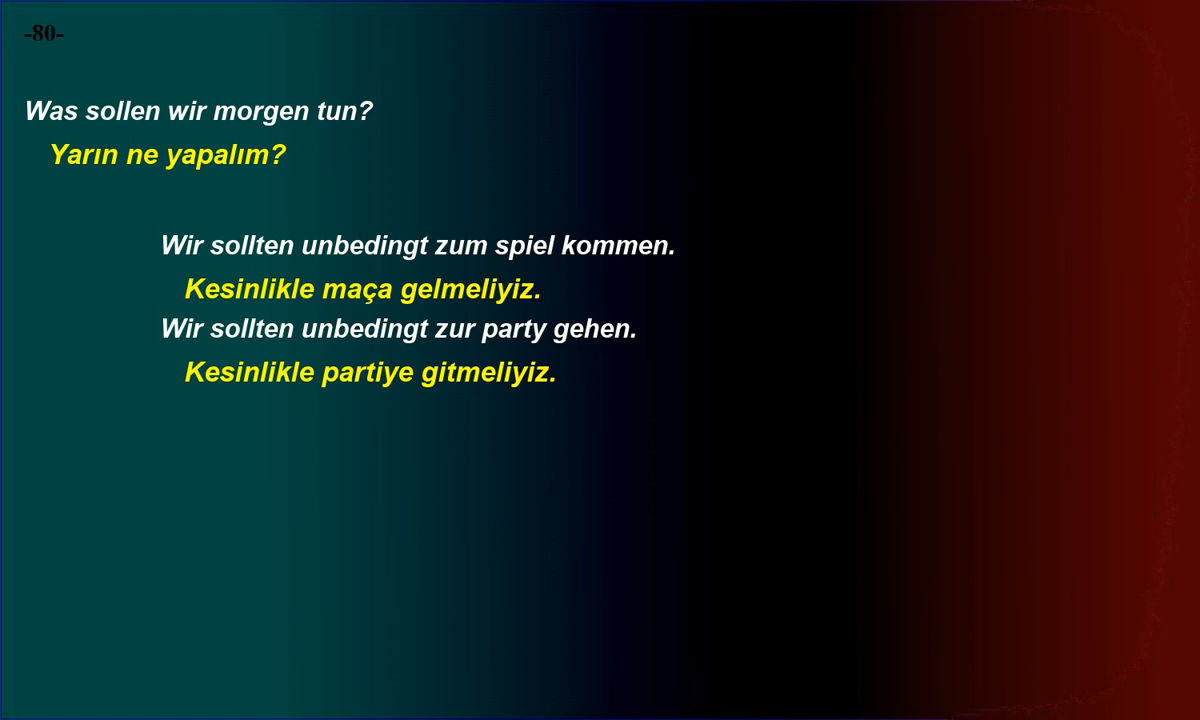 -80-
Was sollen wir morgen tun?
Yarın ne yapalım?
Wir sollten unbedingt zum spiel kommen.
Kesinlikle maça gelmeliyiz.
Wir sollten unbedingt zur party gehen.
Kesinlikle partiye gitmeliyiz.